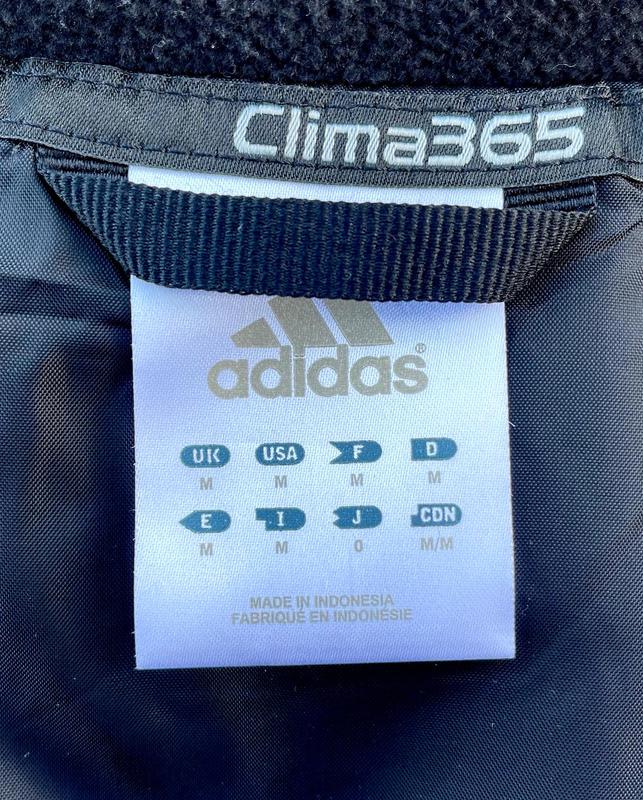 Clima365
adidas®
UK USA F D
M M M M
E I J CDN
M M O M/M
MADE IN INDONESIA
FABRIQUÉ EN INDONÉSIE